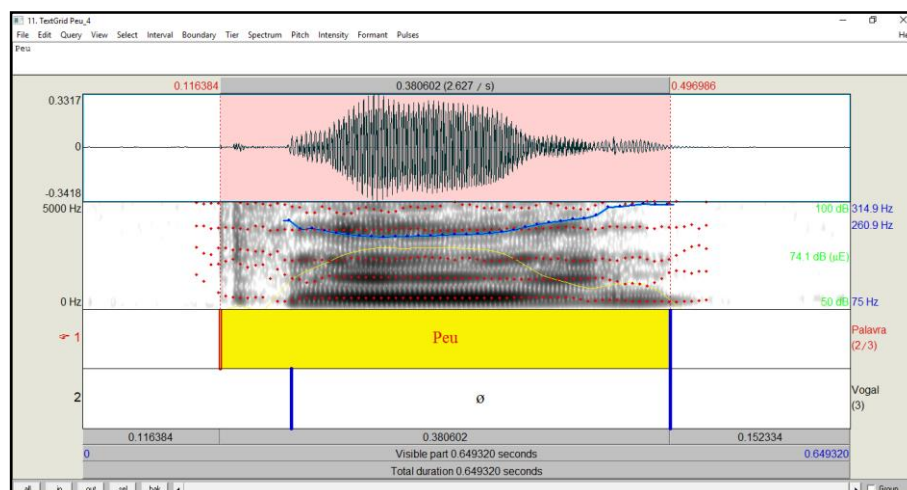 11. TextGrid Peu_4
File Edit Query View Select Interval Boundary Tier Spectrum Pitch Intensity Formant Pulses He
Peu
0.116384 0.380602 (2.627 / s) 0.496986
0.3317
0
-0.3418
5000 Hz 100 dB 314.9 Hz
260.9 Hz
74.1 dB (µE)
0 Hz 50 dB 75 Hz
1 Peu Palavra
(2/3)
2 ø Vogal
(3)
0.116384 0.380602 0.152334
0 Visible part 0.649320 seconds 0.649320
Total duration 0.649320 seconds
all in out sel bak Group